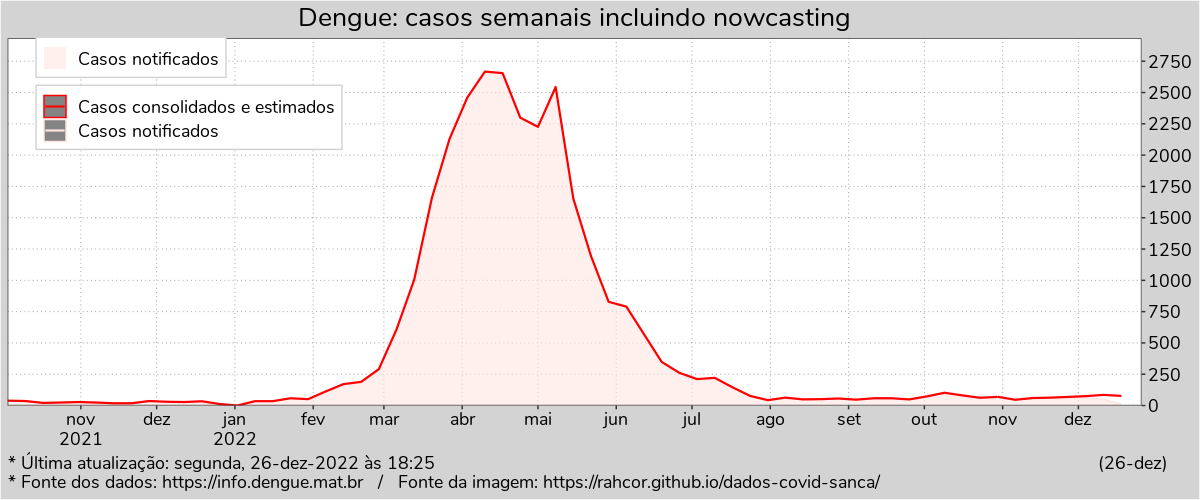 Dengue: casos semanais incluindo nowcasting
Casos notificados
Casos consolidados e estimados
Casos notificados
2750
2500
2250
2000
1750
1500
1250
1000
750
500
250
0
nov dez jan fev mar abr mai jun jul ago set out nov dez
2021 2022
* Última atualização: segunda, 26-dez-2022 às 18:25 (26-dez)
* Fonte dos dados: https://info.dengue.mat.br / Fonte da imagem: https://rahcor.github.io/dados-covid-sanca/